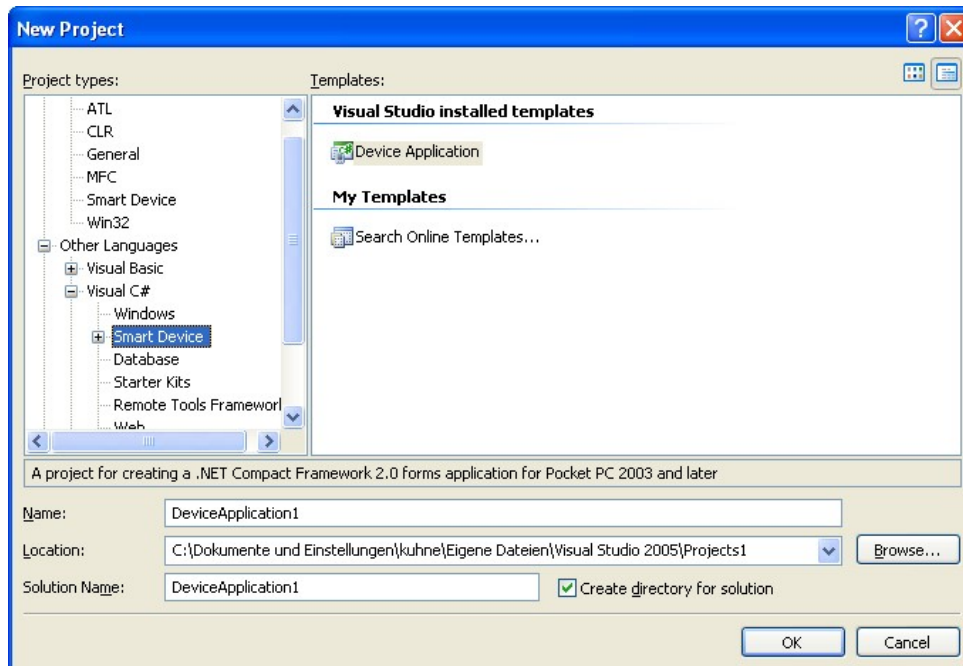 New Project
Project types:
Templates:
ATL
CLR
General
MFC
Smart Device
Win32
Other Languages
Visual Basic
Visual C#
Windows
Smart Device
Database
Starter Kits
Remote Tools Framework
Web
Visual Studio installed templates
Device Application
My Templates
Search Online Templates...
A project for creating a .NET Compact Framework 2.0 forms application for Pocket PC 2003 and later
Name:
DeviceApplication1
Location:
C:\Dokumente und Einstellungen\kuhne\Eigene Dateien\Visual Studio 2005\Projects1
Browse...
Solution Name:
DeviceApplication1
Create directory for solution
OK
Cancel